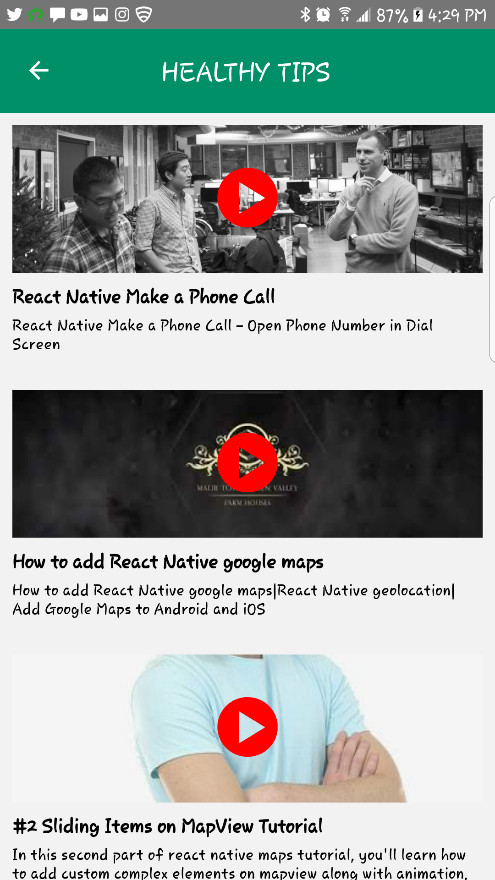 87% 4:29 PM
HEALTHY TIPS
React Native Make a Phone Call
React Native Make a Phone Call - Open Phone Number in Dial
Screen
FARM HOUSES
How to add React Native google maps
How to add React Native google maps|React Native geolocation|
Add Google Maps to Android and iOS
#2 Sliding Items on MapView Tutorial
In this second part of react native maps tutorial, you'll learn how
to add custom complex elements on mapview along with animation,